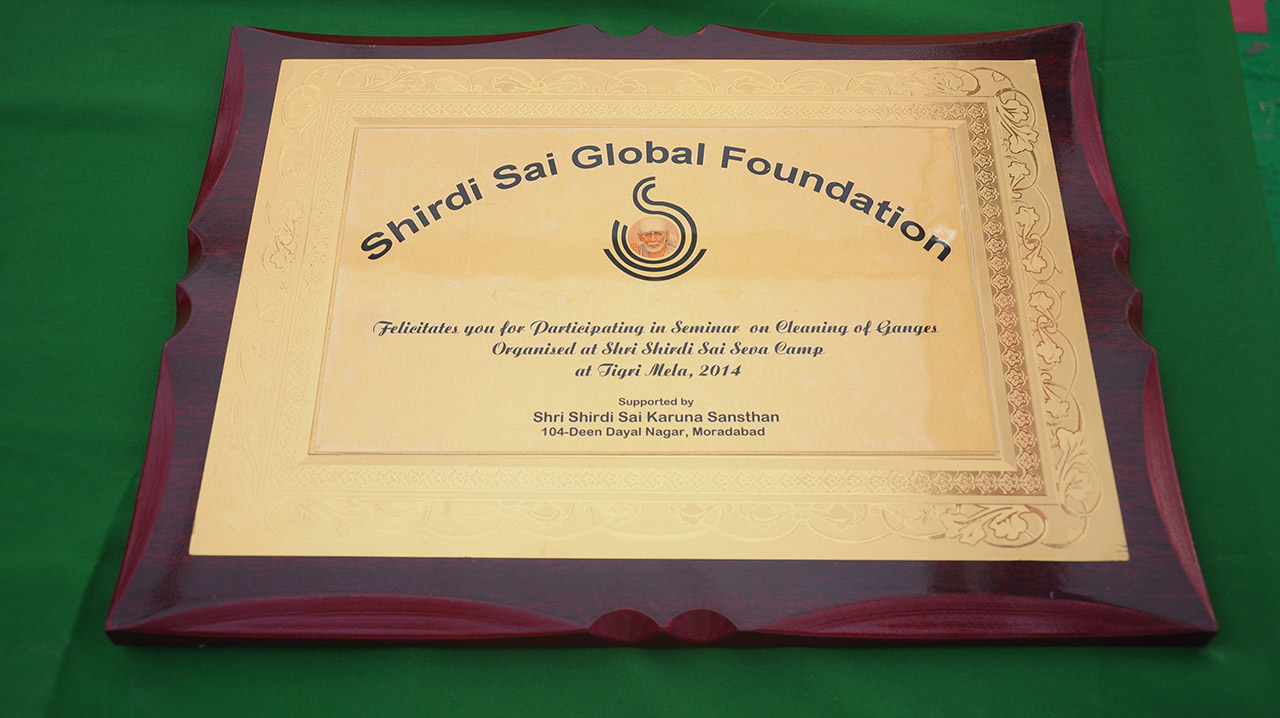 Shirdi Sai Global Foundation
Felicitates you for Participating in Seminar on Cleaning of Ganges
Organised at Shri Shirdi Sai Seva Camp
at Tigri Mela, 2014
Supported by
Shri Shirdi Sai Karuna Sansthan
104-Deen Dayal Nagar, Moradabad